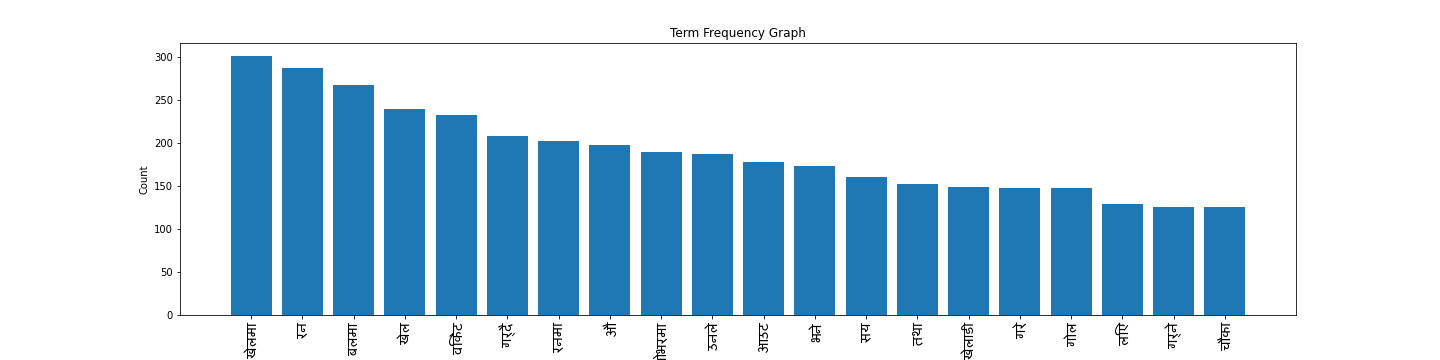 Term Frequency Graph
Count
300
250
200
150
100
50
0
खेलमा
रन
बलमा
खेल
विकेट
गर्दै
रनमा
औ
उनले
आउट
भने
सय
तथा
खेलाडी
गरे
गोल
लिए
गर्ने
चौका